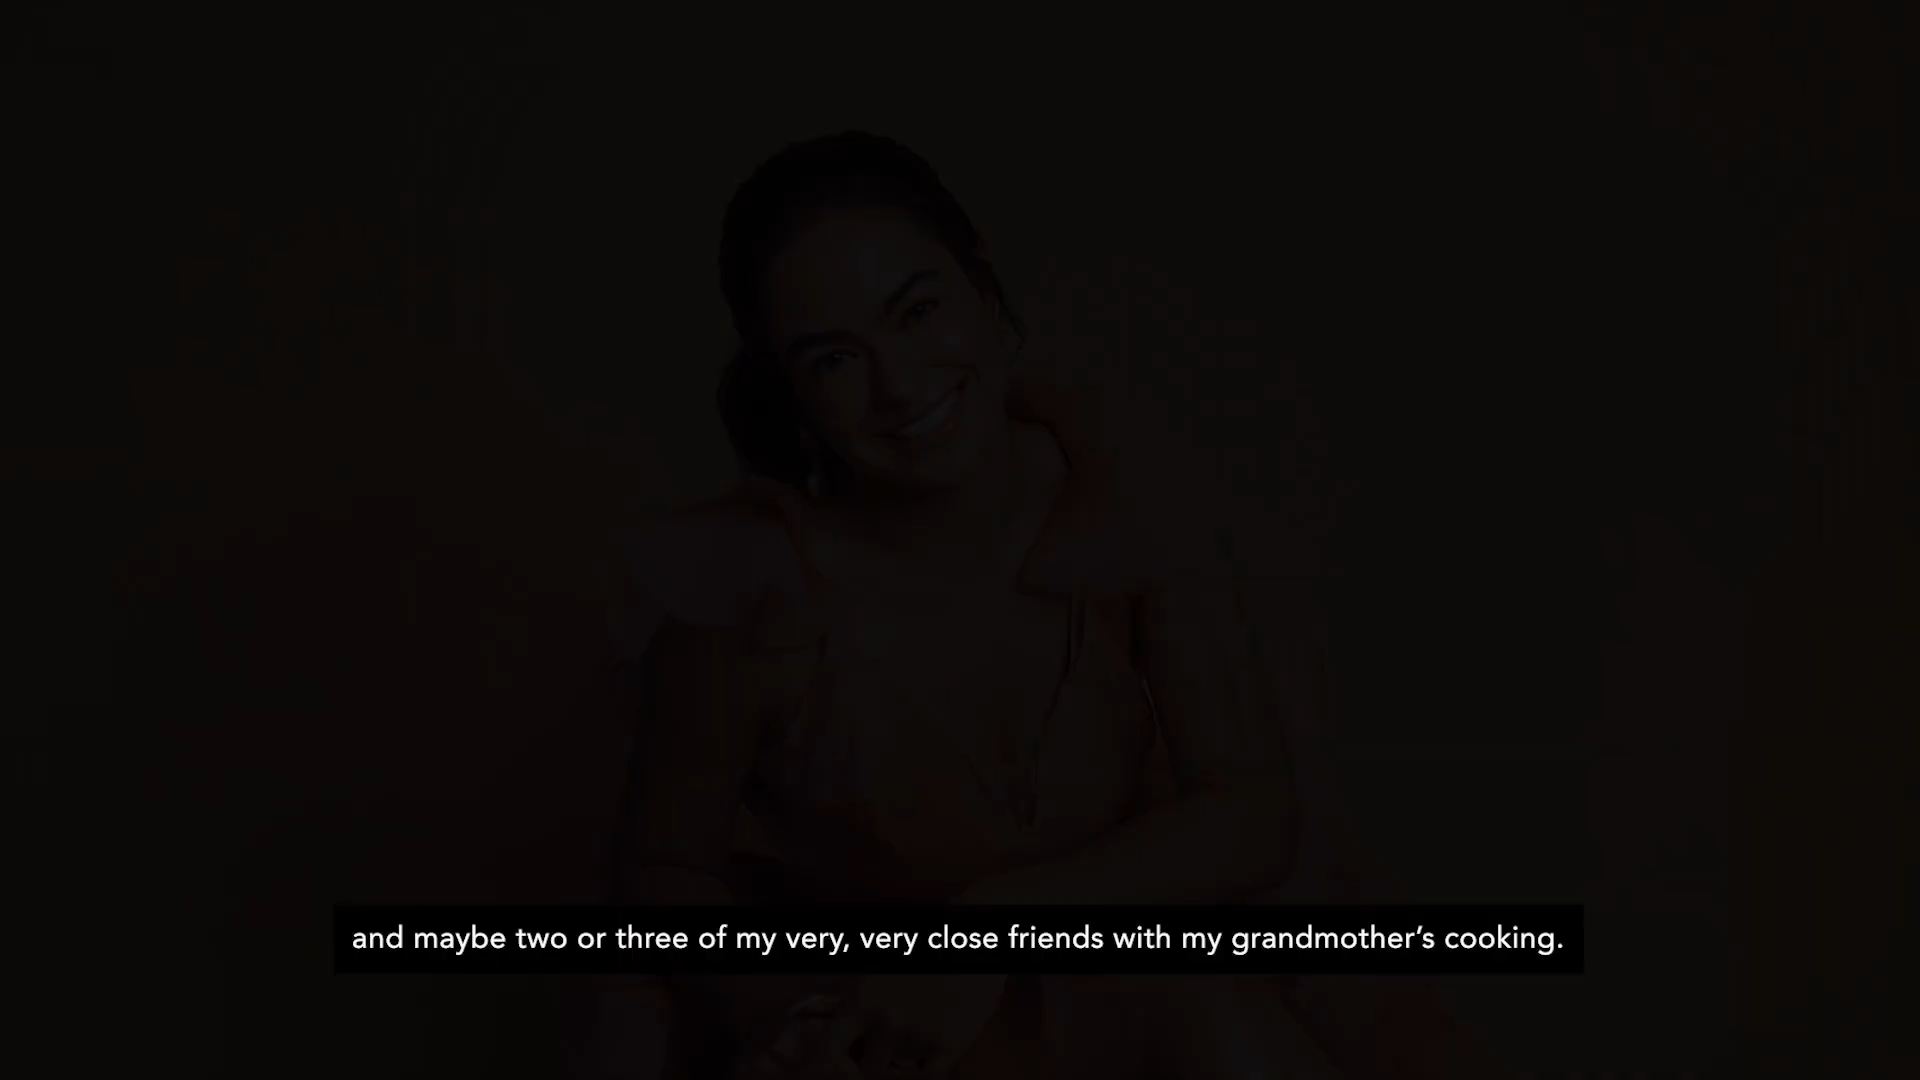 and maybe two or three of my very, very close friends with my grandmother’s cooking.